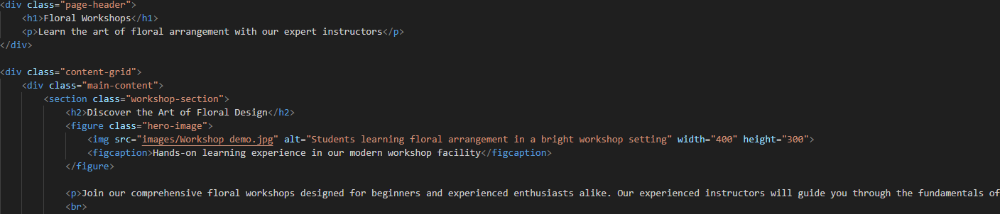 <div class="page-header">
<h1>Floral Workshops</h1>
<p>Learn the art of floral arrangement with our expert instructors</p>
</div>
<div class="content-grid">
<div class="main-content">
<section class="workshop-section">
<h2>Discover the Art of Floral Design</h2>
<figure class="hero-image">
<img src="images/Workshop demo.jpg" alt="Students learning floral arrangement in a bright workshop setting" width="400" height="300">
<figcaption>Hands-on learning experience in our modern workshop facility</figcaption>
</figure>
<p>Join our comprehensive floral workshops designed for beginners and experienced enthusiasts alike. Our experienced instructors will guide you through the fundamentals of
<br>